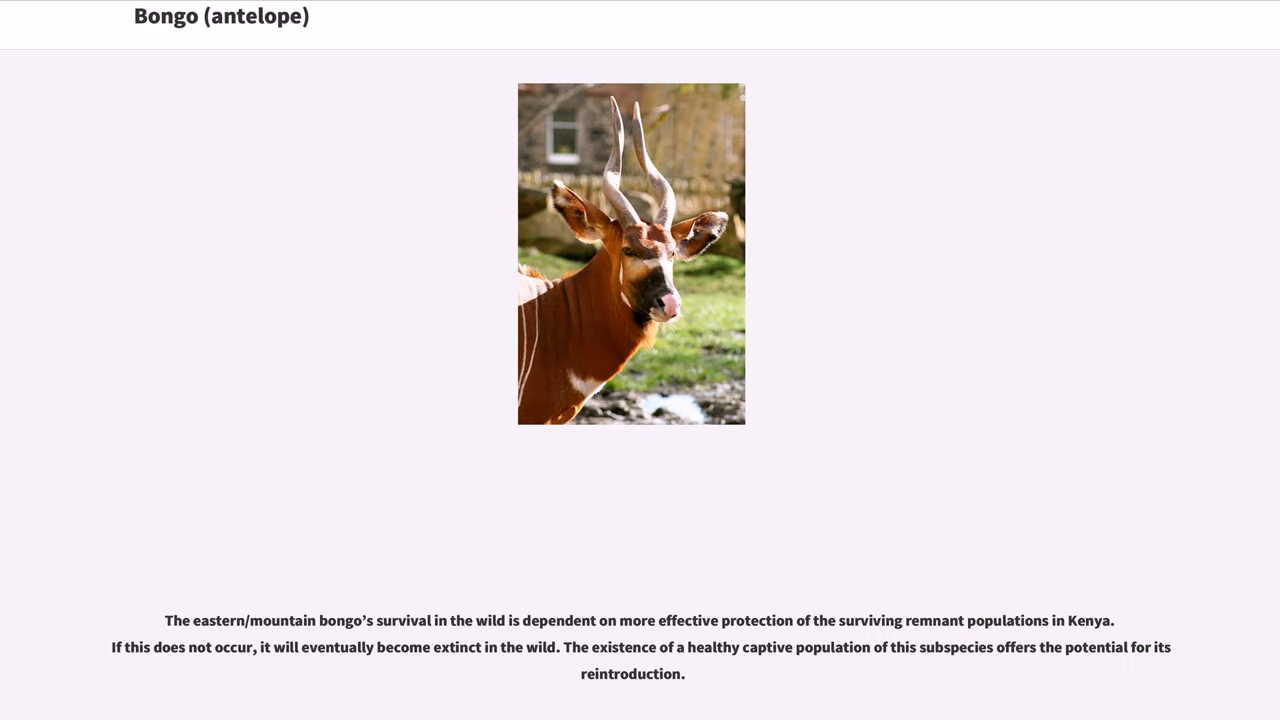 Bongo (antelope)
The eastern/mountain bongo’s survival in the wild is dependent on more effective protection of the surviving remnant populations in Kenya.
If this does not occur, it will eventually become extinct in the wild. The existence of a healthy captive population of this subspecies offers the potential for its
reintroduction.